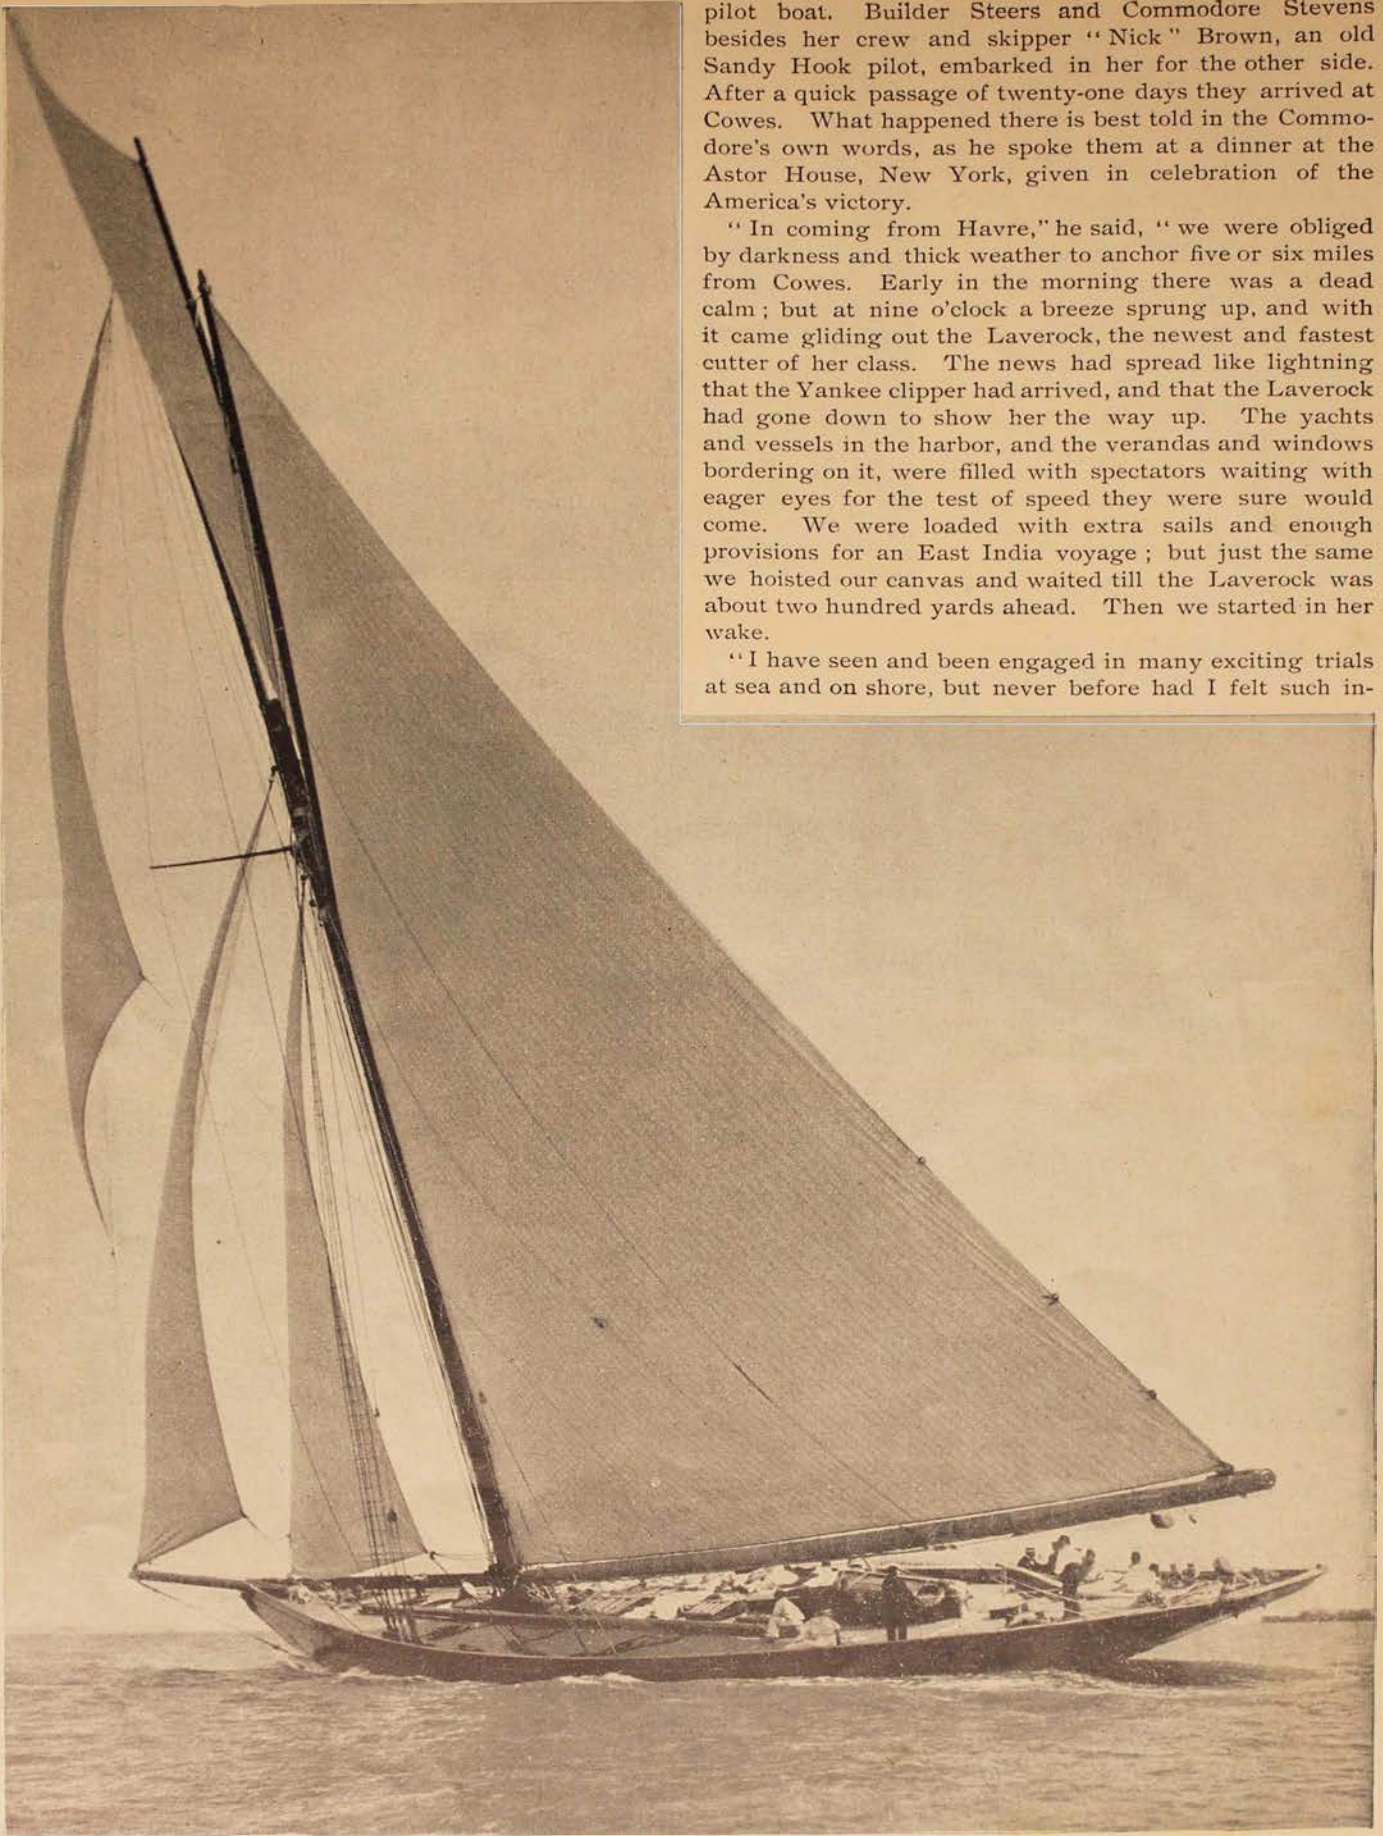 pilot boat. Builder Steers and Commodore Stevens
besides her crew and skipper “Nick” Brown, an old
Sandy Hook pilot, embarked in her for the other side.
After a quick passage of twenty-one days they arrived at
Cowes. What happened there is best told in the Commo-
dore's own words, as he spoke them at a dinner at the
Astor House, New York, given in celebration of the
America's victory.
“In coming from Havre,” he said, “we were obliged
by darkness and thick weather to anchor five or six miles
from Cowes. Early in the morning there was a dead
calm; but at nine o'clock a breeze sprung up, and with
it came gliding out the Laverock, the newest and fastest
cutter of her class. The news had spread like lightning
that the Yankee clipper had arrived, and that the Laverock
had gone down to show her the way up. The yachts
and vessels in the harbor, and the verandas and windows
bordering on it, were filled with spectators waiting with
eager eyes for the test of speed they were sure would
come. We were loaded with extra sails and enough
provisions for an East India voyage; but just the same
we hoisted our canvas and waited till the Laverock was
about two hundred yards ahead. Then we started in her
wake.
“I have seen and been engaged in many exciting trials
at sea and on shore, but never before had I felt such in-